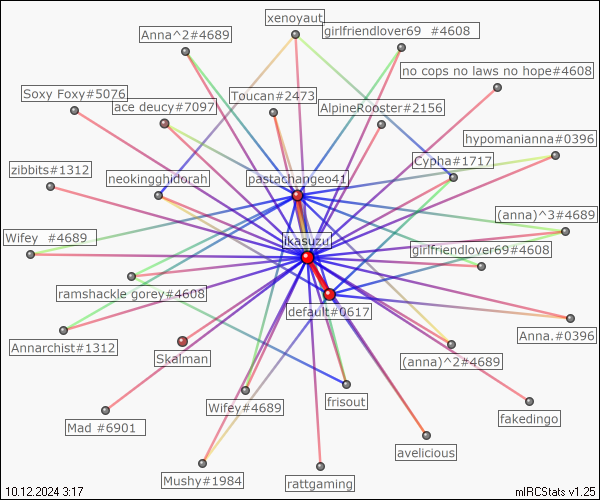 xenoyaut
Anna^2#4689
girlfriendlover69 #4608
no cops no laws no hope#4608
Soxy Foxy#5076
ace deucy#7097
Toucan#2473
AlpineRooster#2156
hypomanianna#0396
zibbits#1312
neokingghidorah
pastachangeo41
Cypha#1717
(anna)^3#4689
Wifey #4689
ikasuzu
girlfriendlover69#4608
ramshackle gorey#4608
default#0617
Anna.#0396
Annarchist#1312
Skalman
(anna)^2#4689
Wifey#4689
frisout
fakedingo
Mad #6901
avelicious
Mushy#1984
rattgaming
10.12.2024 3:17
mIRCStats v1.25